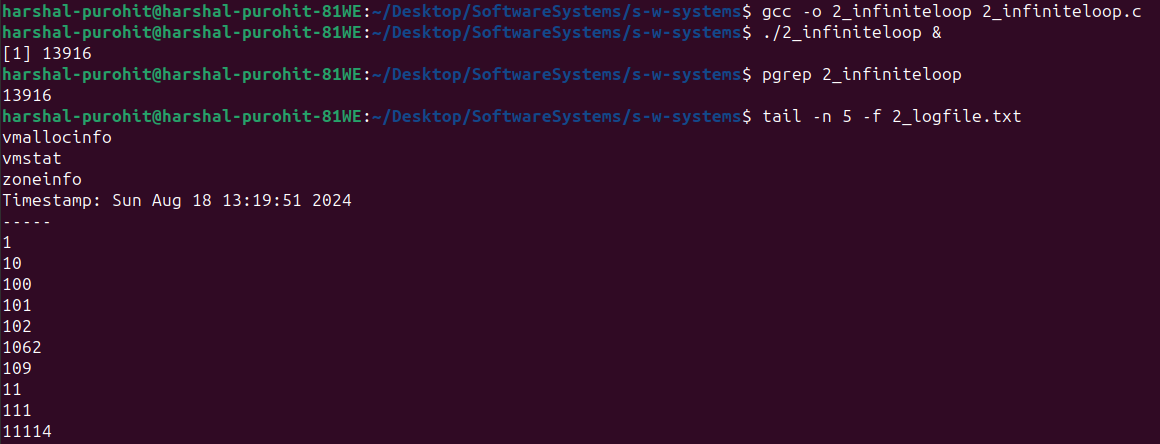 harshal-purohit@harshal-purohit-81WE:~/Desktop/SoftwareSystems/s-w-systems$ gcc -o 2_infiniteloop 2_infiniteloop.c
harshal-purohit@harshal-purohit-81WE:~/Desktop/SoftwareSystems/s-w-systems$ ./2_infiniteloop &
[1] 13916
harshal-purohit@harshal-purohit-81WE:~/Desktop/SoftwareSystems/s-w-systems$ pgrep 2_infiniteloop
13916
harshal-purohit@harshal-purohit-81WE:~/Desktop/SoftwareSystems/s-w-systems$ tail -n 5 -f 2_logfile.txt
vmallocinfo
vmstat
zoneinfo
Timestamp: Sun Aug 18 13:19:51 2024
-----
1
10
100
101
102
1062
109
11
111
11114